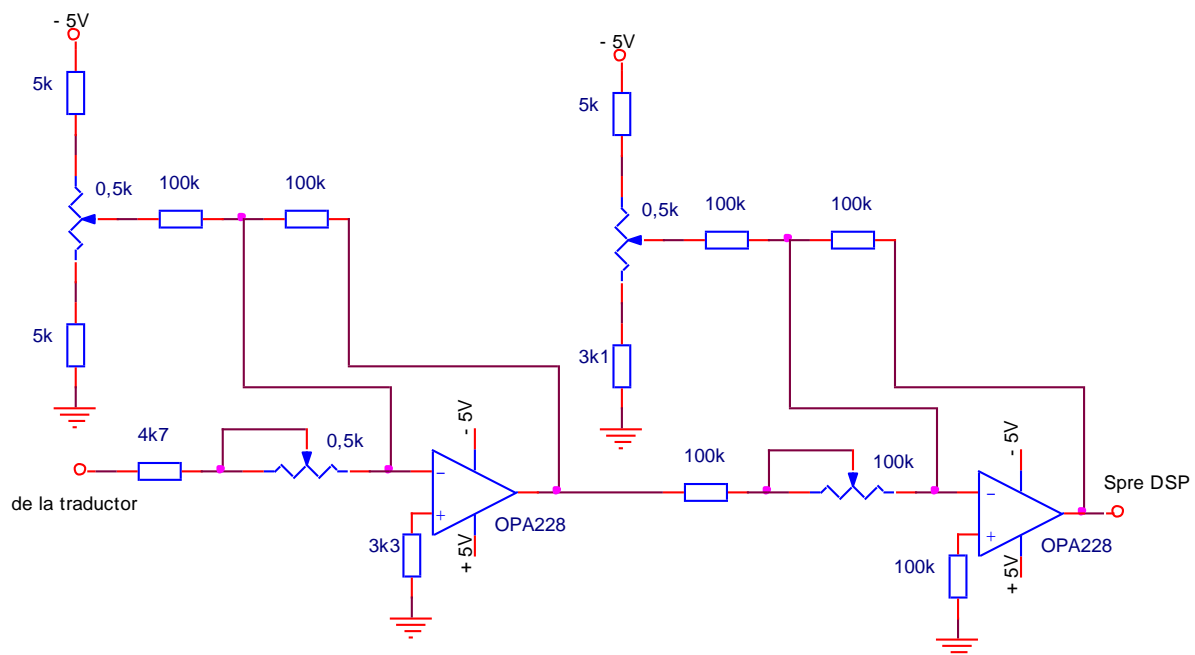 - 5V
- 5V
5k
5k
0,5k
100k
100k
0,5k
100k
100k
5k
3k1
4k7
0,5k
- 5V
100k
100k
- 5V
Spre DSP
de la traductor
−
+
OPA228
3k3
+ 5V
−
+
OPA228
100k
+ 5V